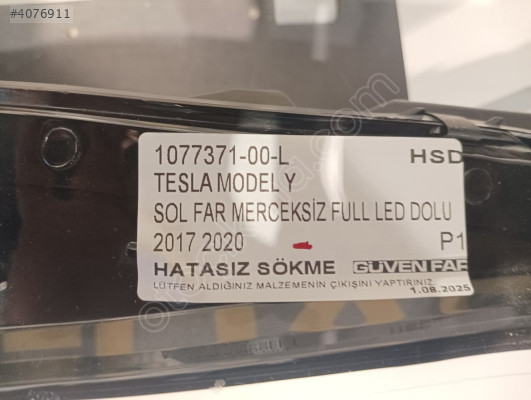 #4076911
1077371-00-L HSD
TESLA MODEL Y
SOL FAR MERCEKSİZ FULL LED DOLU
2017 2020 P1
HATASIZ SÖKME GÜVEN FAR
LÜTFEN ALDIĞINIZ MALZEMENİN ÇIKIŞINI YAPTIRINIZ
1.08.2025